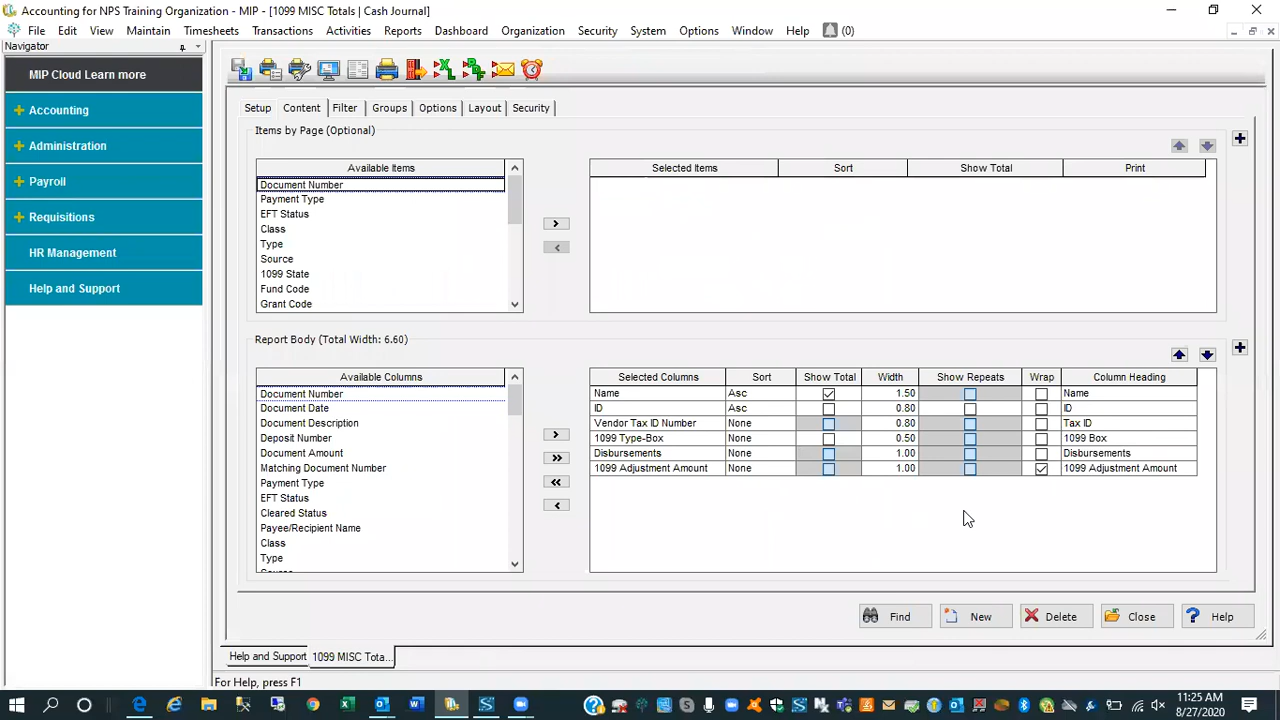 Accounting for NPS Training Organization - MIP - [1099 MISC Totals | Cash Journal]
File Edit View Maintain Timesheets Transactions Activities Reports Dashboard Organization Security System Options Window Help (0)
Navigator
MIP Cloud Learn more
Accounting
Administration
Payroll
Requisitions
HR Management
Help and Support
Setup Content Filter Groups Options Layout Security
Items by Page (Optional)
Available Items
Document Number
Payment Type
EFT Status
Class
Type
Source
1099 State
Fund Code
Grant Code
Selected Items Sort Show Total Print
Report Body (Total Width: 6.60)
Available Columns
Document Number
Document Date
Document Description
Deposit Number
Document Amount
Matching Document Number
Payment Type
EFT Status
Cleared Status
Payee/Recipient Name
Class
Type
Selected Columns Sort Show Total Width Show Repeats Wrap Column Heading
Name Asc 1.50 Name
ID Asc 0.80 ID
Vendor Tax ID Number None 0.80 Tax ID
1099 Type-Box None 0.50 1099 Box
Disbursements None 1.00 Disbursements
1099 Adjustment Amount None 1.00 1099 Adjustment Amount
Find New Delete Close Help
Help and Support 1099 MISC Tota...
For Help, press F1
11:25 AM
8/27/2020